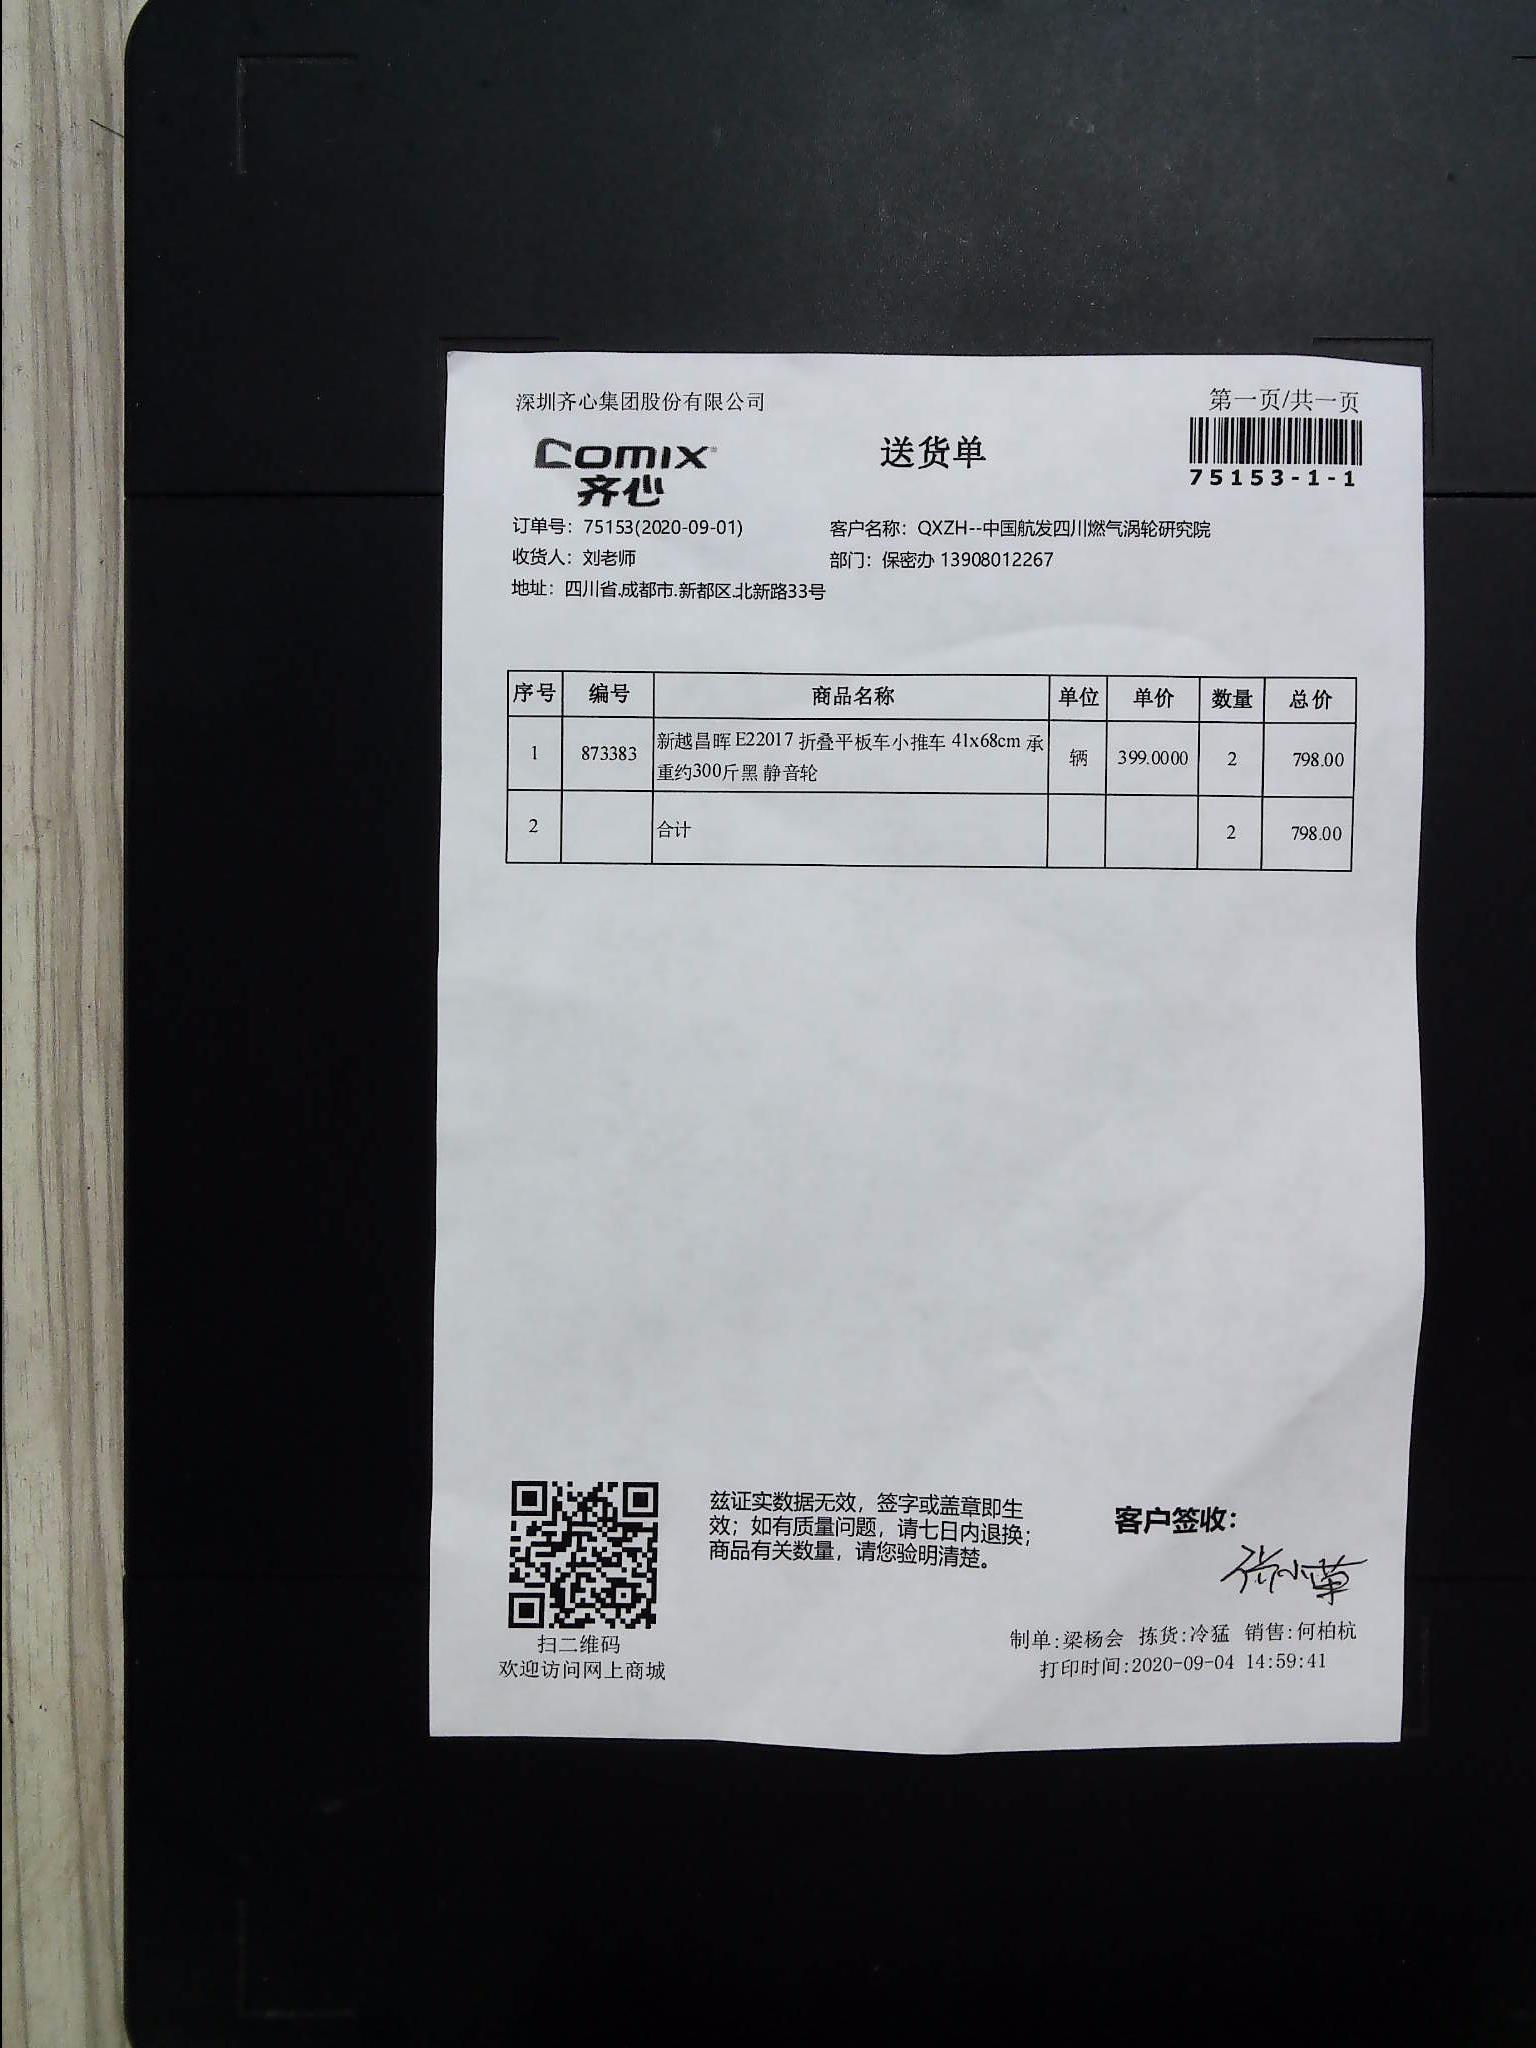 深圳齐心集团股份有限公司
第一页/共一页
comix
齐心
送货单
75153-1-1
订单号：75153(2020-09-01) 客户名称：QXZH--中国航发四川燃气涡轮研究院
收货人：刘老师 部门：保密办 13908012267
地址：四川省.成都市.新都区.北新路33号
序号 编号 商品名称 单位 单价 数量 总价
1 873383 新越昌晖 E22017 折叠平板车小推车 41x68cm 承 辆 399.0000 2 798.00
重约300斤黑 静音轮
2 合计 2 798.00
兹证实数据无效，签字或盖章即生
效；如有质量问题，请七日内退换；
商品有关数量，请您验明清楚。
客户签收：
扫二维码
欢迎访问网上商城
制单:梁杨会 拣货:冷猛 销售:何柏杭
打印时间:2020-09-04 14:59:41